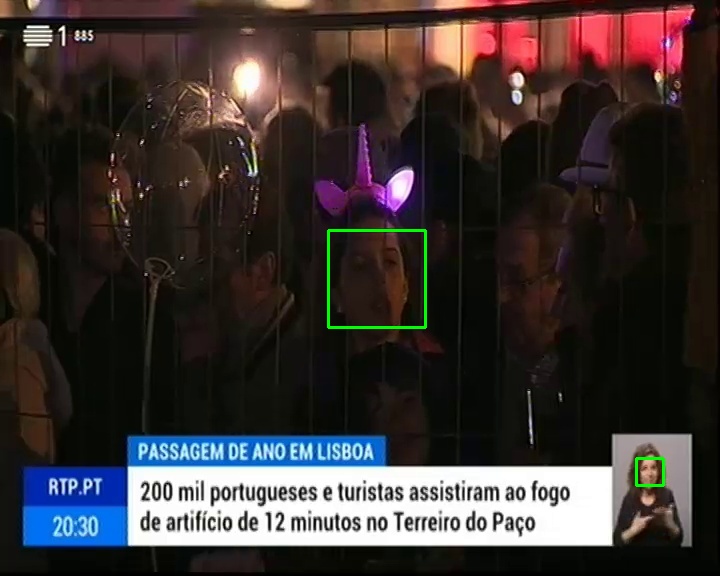 1 885
PASSAGEM DE ANO EM LISBOA
RTP.PT
200 mil portugueses e turistas assistiram ao fogo
20:30
de artifício de 12 minutos no Terreiro do Paço